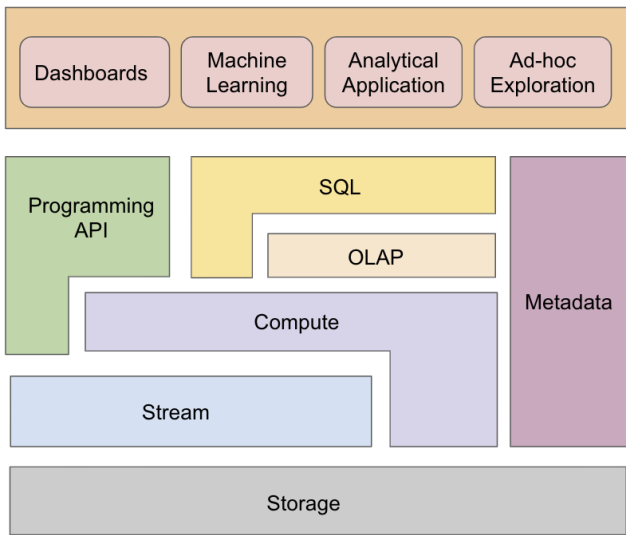 Dashboards
Machine
Learning
Analytical
Application
Ad-hoc
Exploration
Programming
API
SQL
OLAP
Compute
Metadata
Stream
Storage